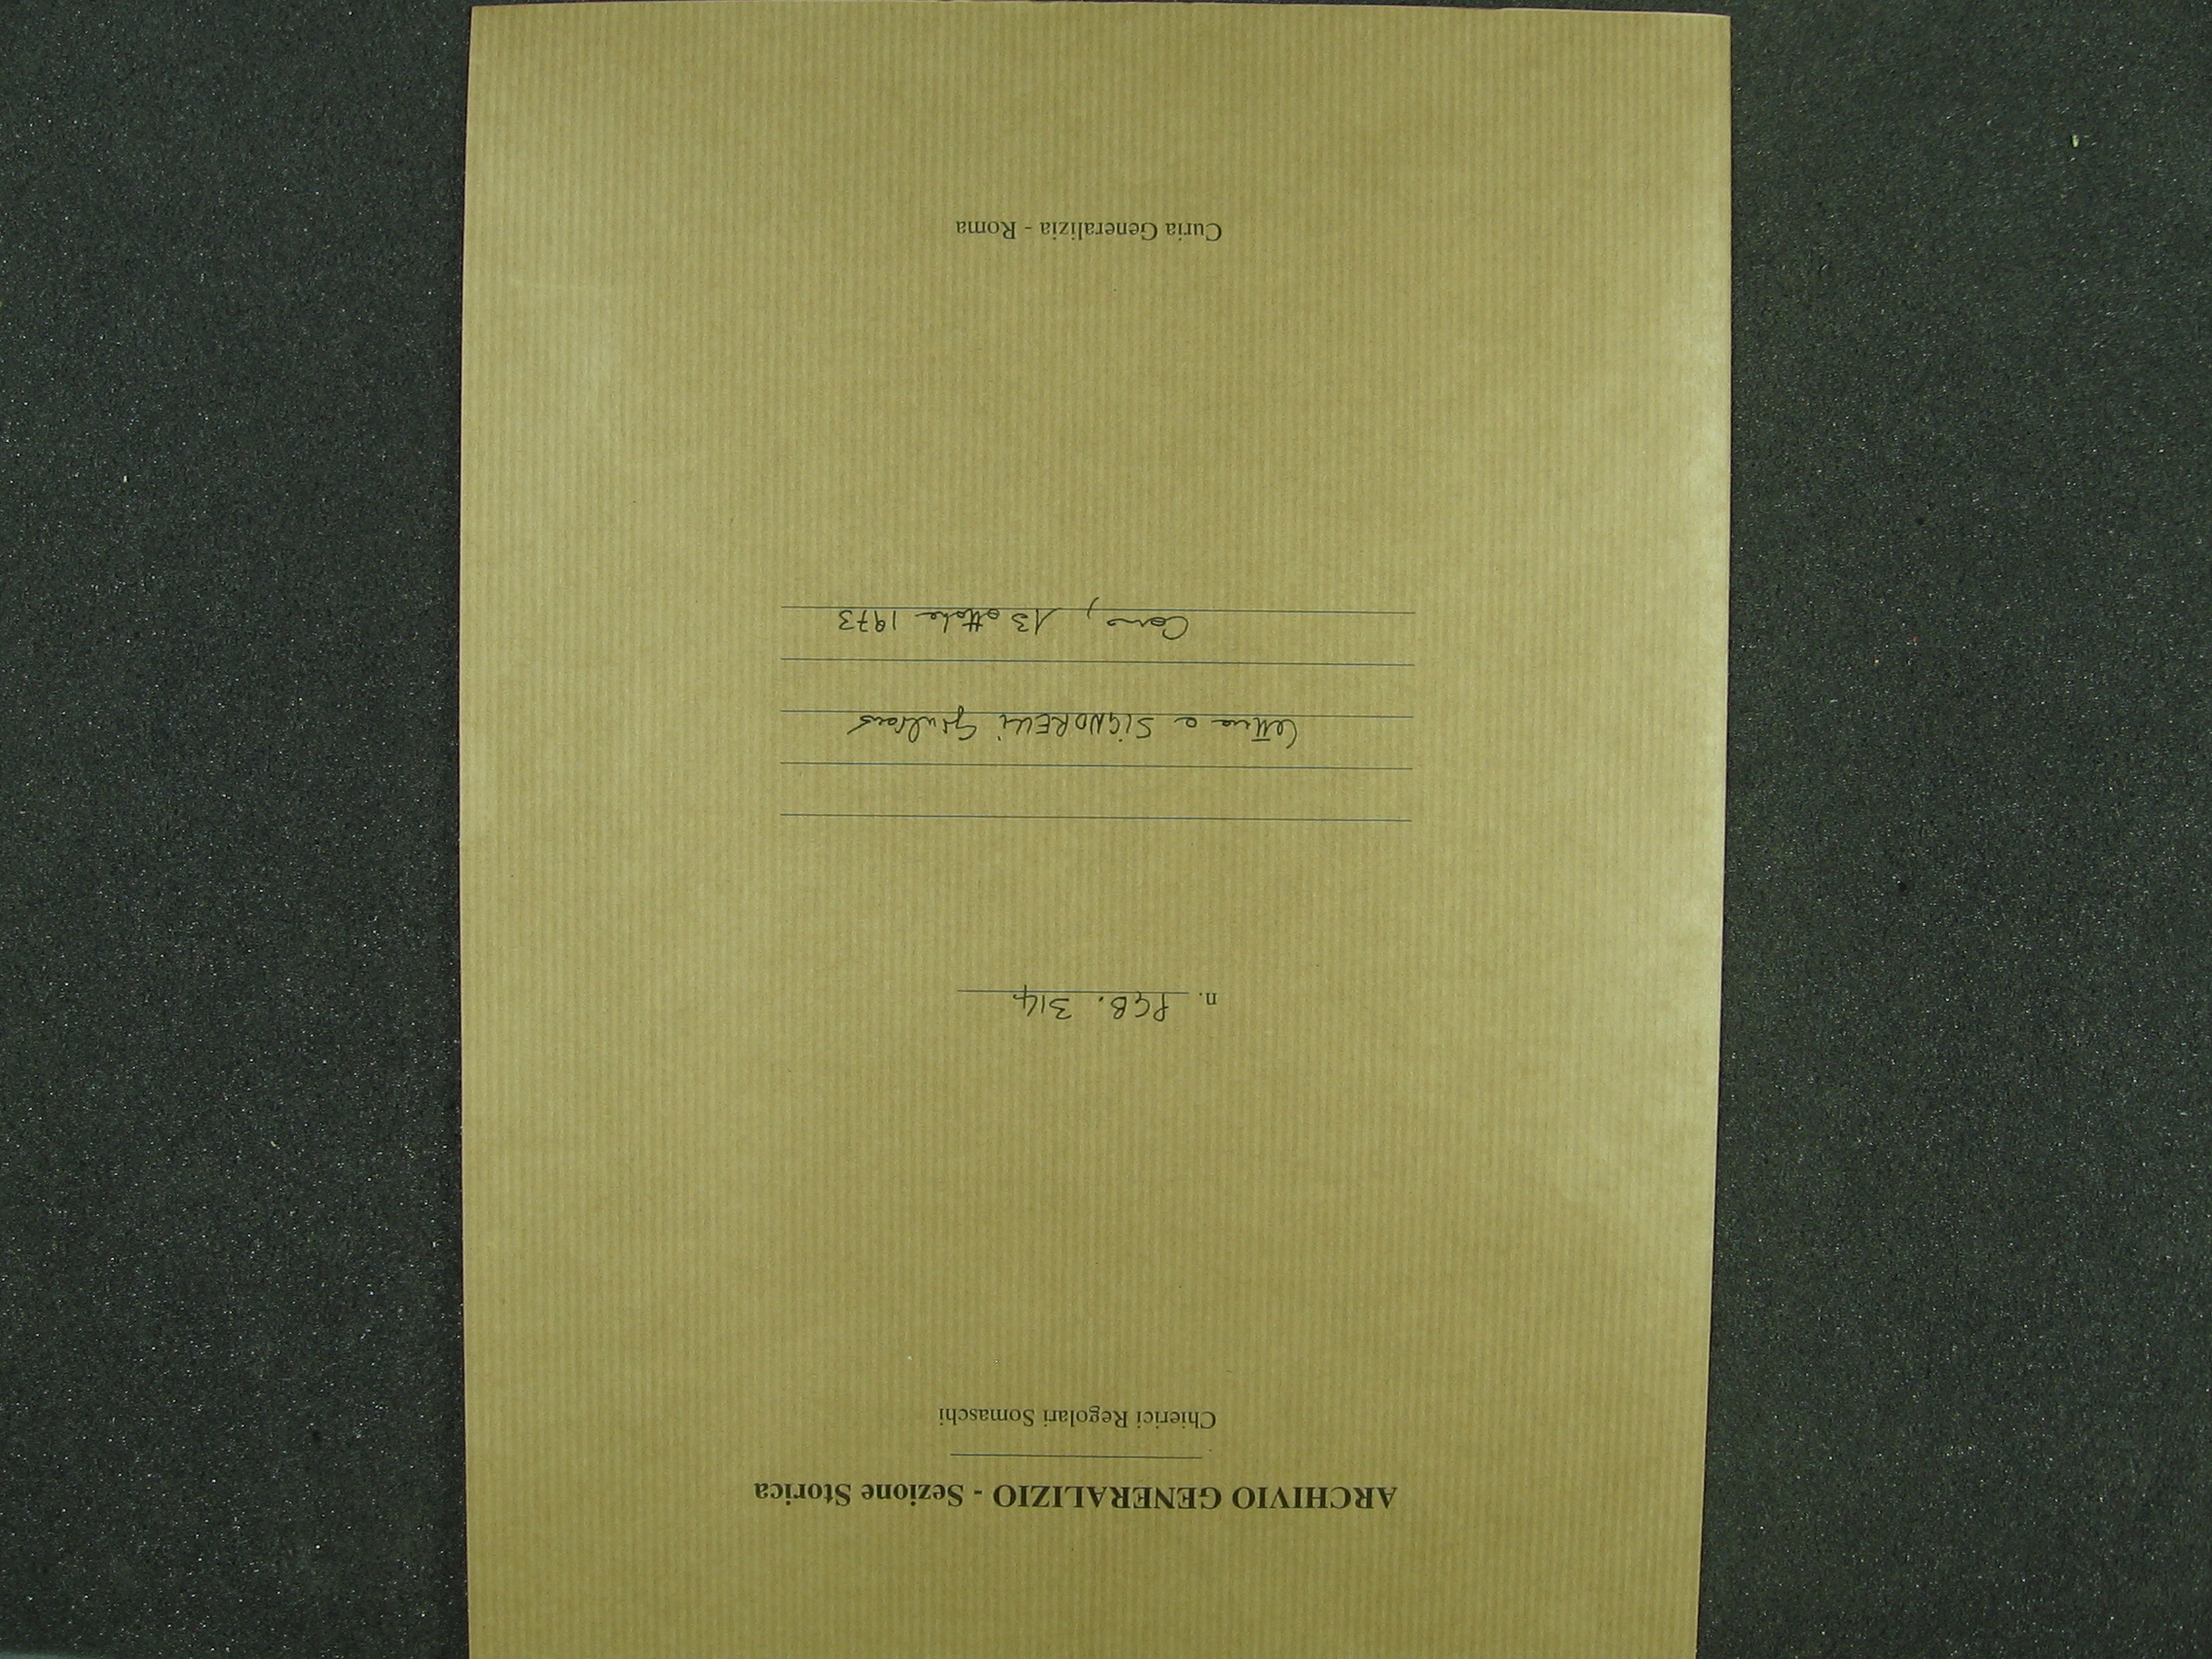 ARCHIVIO GENERALIZIO - Sezione Storica
Chierici Regolari Somaschi
n. PGB. 314
Lettera a SIGNORELLI Giuliano
Como, 13 ottobre 1973
Curia Generalizia - Roma